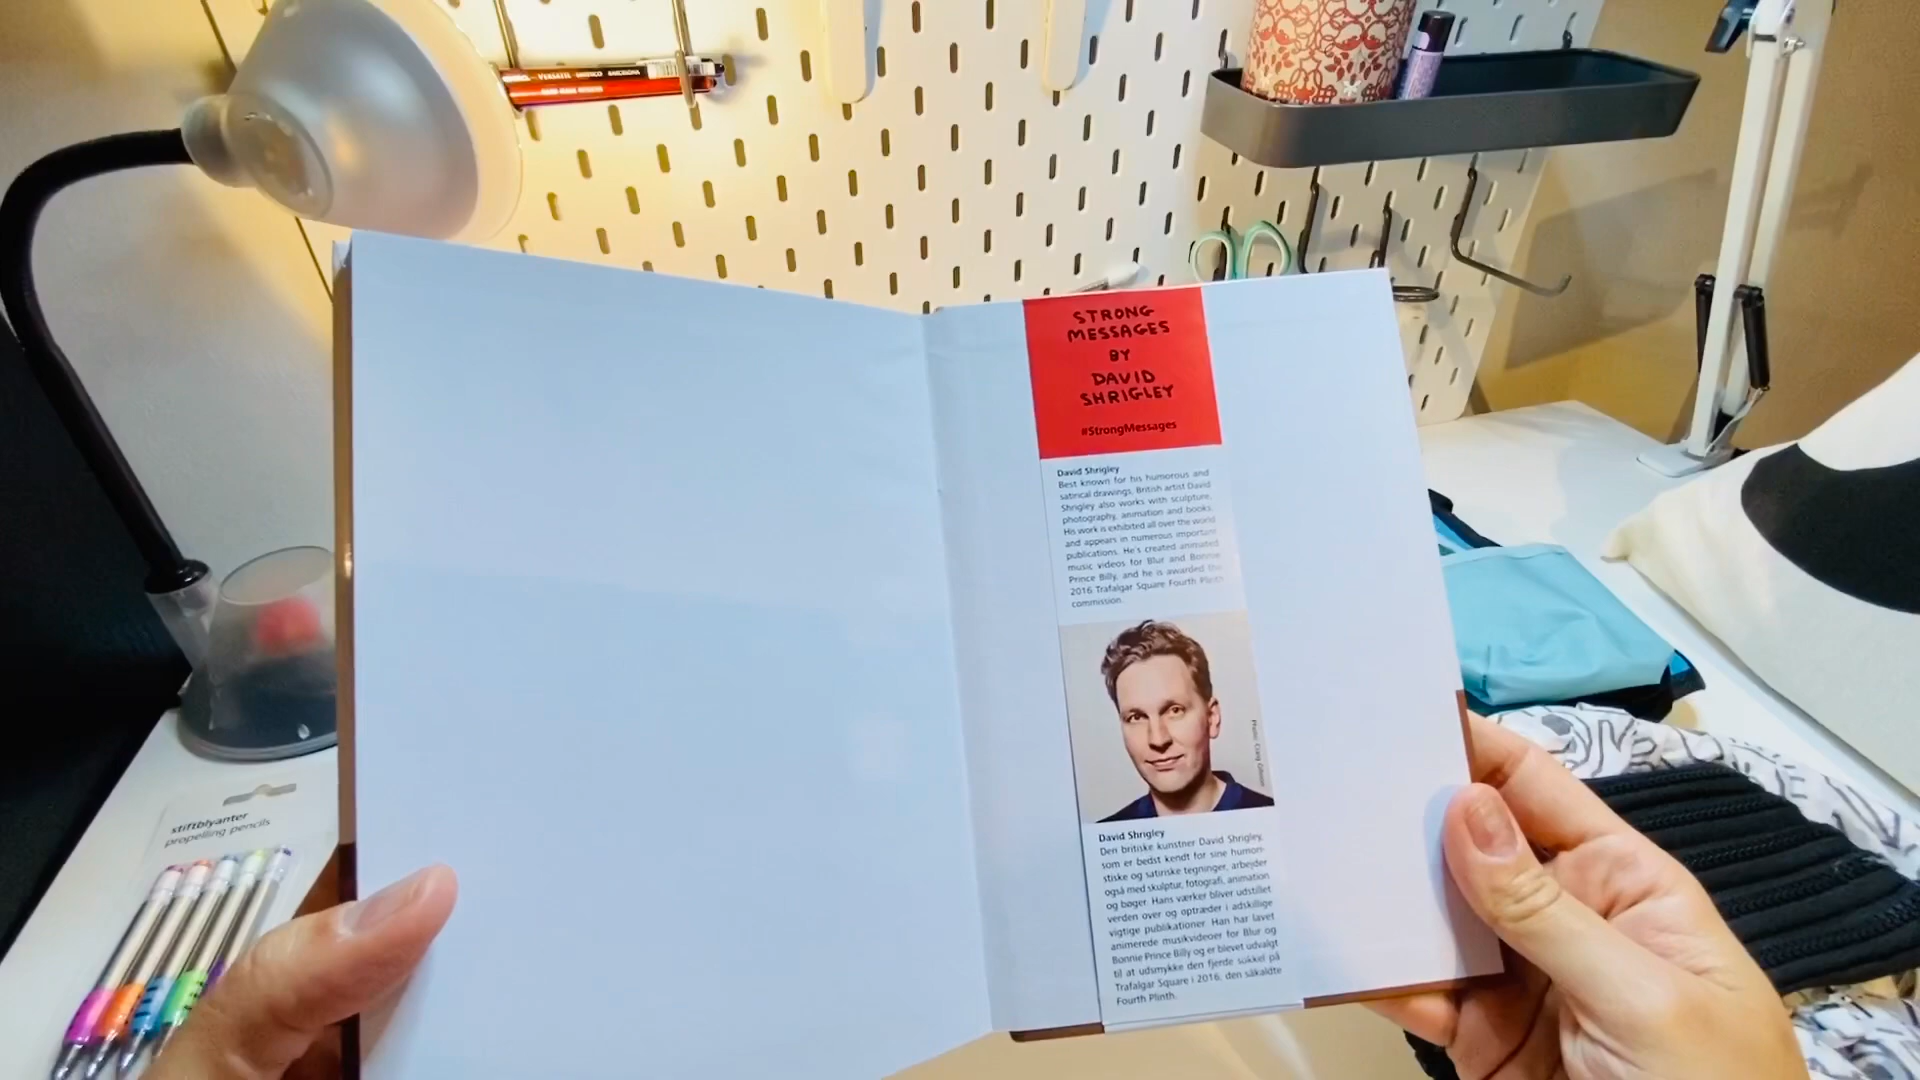 VERSATIL
BARCELONA
STRONG
MESSAGES
BY
DAVID
SHRIGLEY
#StrongMessages
David Shrigley
Best known for his humorous and
satirical drawings, British artist David
Shrigley also works with sculpture,
photography, animation and books.
His work is exhibited all over the world
and appears in numerous important
publications. He's created animated
music videos for Blur and Bonnie
Prince Billy, and he is awarded the
2016 Trafalgar Square Fourth Plinth
commission.
Photo: Craig Gibson
David Shrigley
Den britiske kunstner David Shrigley,
som er bedst kendt for sine humori-
stiske og satiriske tegninger, arbejder
også med skulptur, fotografi, animation
og bøger. Hans værker bliver udstillet
verden over og optræder i adskillige
vigtige publikationer. Han har lavet
animerede musikvideoer for Blur og
Bonnie Prince Billy og er blevet udvalgt
til at udsmykke den fjerde sokkel på
Trafalgar Square i 2016, den såkaldte
Fourth Plinth.
stiftblyanter
propelling pencils